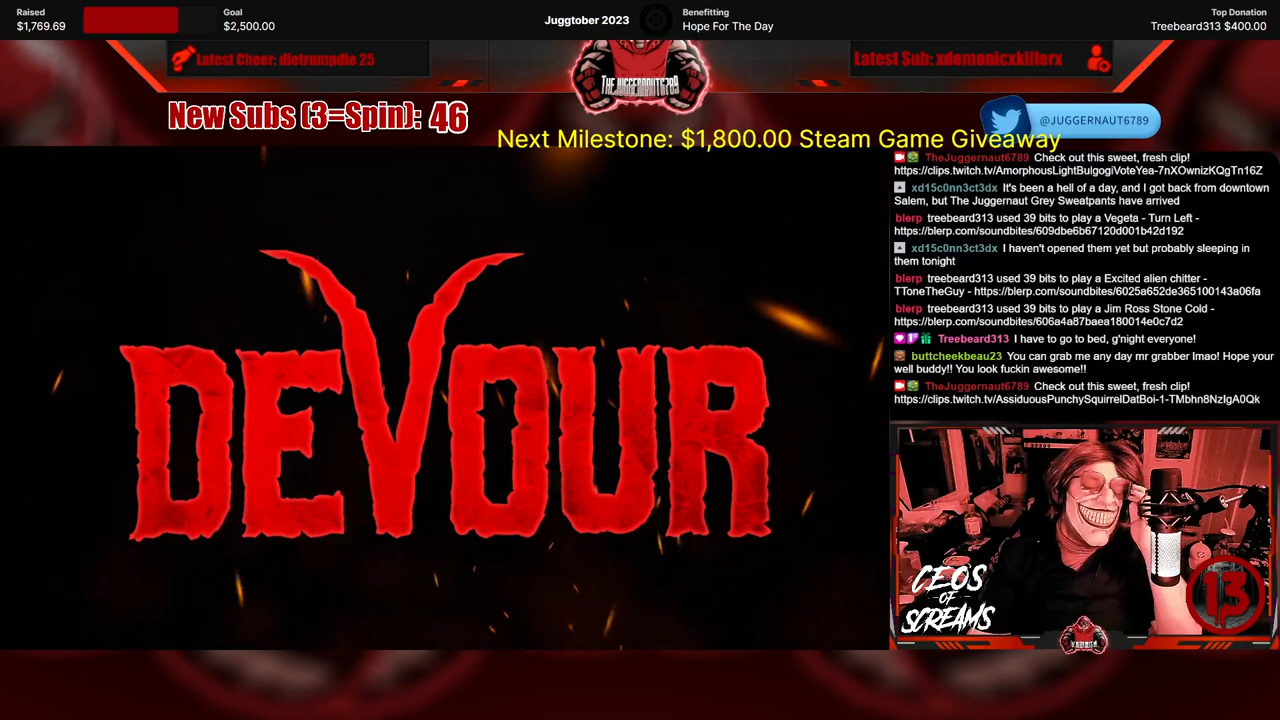 Raised
$1,769.69
Goal
$2,500.00
Juggtober 2023
Benefitting
Hope For The Day
Top Donation
Treebeard313 $400.00
Latest Cheer: dietrumpdie 25
THEJUGGERNAUT6789
Latest Sub: xdemonicxkillerx
New Subs (3=Spin): 46
@JUGGERNAUT6789
Next Milestone: $1,800.00 Steam Game Giveaway
TheJuggernaut6789 Check out this sweet, fresh clip!
https://clips.twitch.tv/AmorphousLightBulgogiVoteYea-7nXOwnizKQgTn16Z
xd15c0nn3ct3dx It's been a hell of a day, and I got back from downtown
Salem, but The Juggernaut Grey Sweatpants have arrived
blerp treebeard313 used 39 bits to play a Vegeta - Turn Left -
https://blerp.com/soundbites/609dbe6b67120d001b42d192
xd15c0nn3ct3dx I haven't opened them yet but probably sleeping in
them tonight
blerp treebeard313 used 39 bits to play a Excited alien chitter -
TToneTheGuy - https://blerp.com/soundbites/6025a652de365100143a06fa
blerp treebeard313 used 39 bits to play a Jim Ross Stone Cold -
https://blerp.com/soundbites/606a4a87baea180014e0c7d2
Treebeard313 I have to go to bed, g'night everyone!
buttcheekbeau23 You can grab me any day mr grabber lmao! Hope your
well buddy!! You look fuckin awesome!!
TheJuggernaut6789 Check out this sweet, fresh clip!
https://clips.twitch.tv/AssiduousPunchySquirrelDatBoi-1-TMbhn8NzIgA0Qk
DEVOUR
CEOS
OF
SCREAMS
13